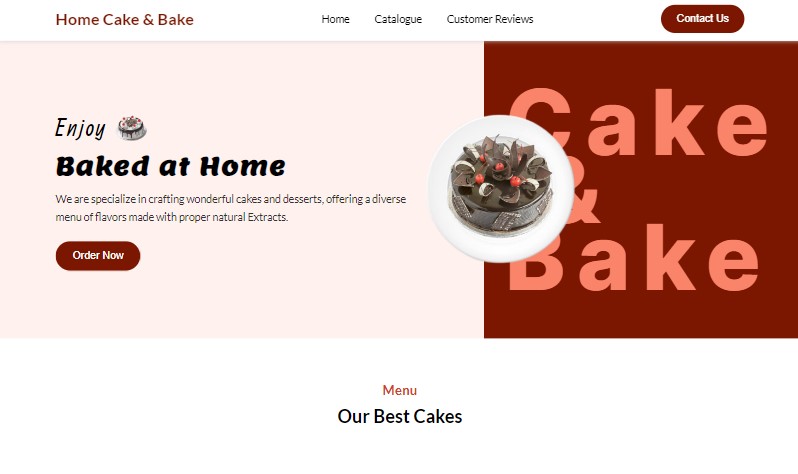 Home Cake & Bake
Home Catalogue Customer Reviews
Contact Us
Enjoy
Baked at Home
We are specialize in crafting wonderful cakes and desserts, offering a diverse
menu of flavors made with proper natural Extracts.
Order Now
Cake
&
Bake
Menu
Our Best Cakes